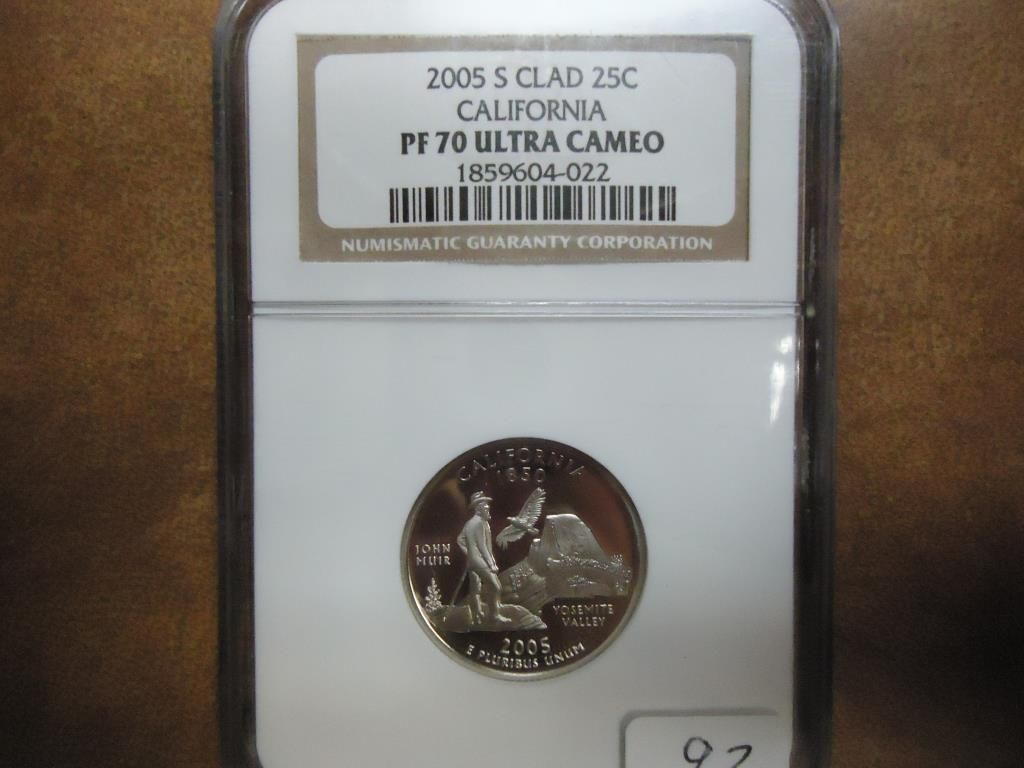 2005 S CLAD 25C
CALIFORNIA
PF 70 ULTRA CAMEO
1859604-022
NUMISMATIC GUARANTY CORPORATION
CALIFORNIA
1850
JOHN
MUIR
YOSEMITE
VALLEY
2005
E PLURIBUS UNUM